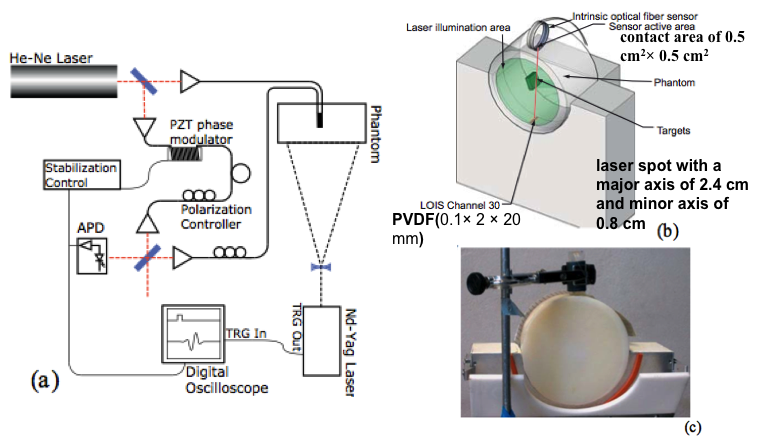 He-Ne Laser
PZT phase
modulator
Stabilization
Control
Polarization
Controller
APD
Phantom
TRG In
TRG Out
Nd-Yag Laser
Digital
Oscilloscope
(a)
Intrinsic optical fiber sensor
Laser illumination area
Sensor active area
contact area of 0.5
cm²× 0.5 cm²
Phantom
Targets
laser spot with a
major axis of 2.4 cm
and minor axis of
0.8 cm
LOIS Channel 30
PVDF(0.1× 2 × 20
mm)
(b)
(c)